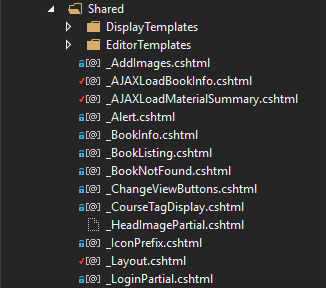 Shared
DisplayTemplates
EditorTemplates
[@] _AddImages.cshtml
[@] _AJAXLoadBookInfo.cshtml
[@] _AJAXLoadMaterialSummary.cshtml
[@] _Alert.cshtml
[@] _BookInfo.cshtml
[@] _BookListing.cshtml
[@] _BookNotFound.cshtml
[@] _ChangeViewButtons.cshtml
[@] _CourseTagDisplay.cshtml
_HeadImagePartial.cshtml
[@] _IconPrefix.cshtml
[@] _Layout.cshtml
[@] _LoginPartial.cshtml